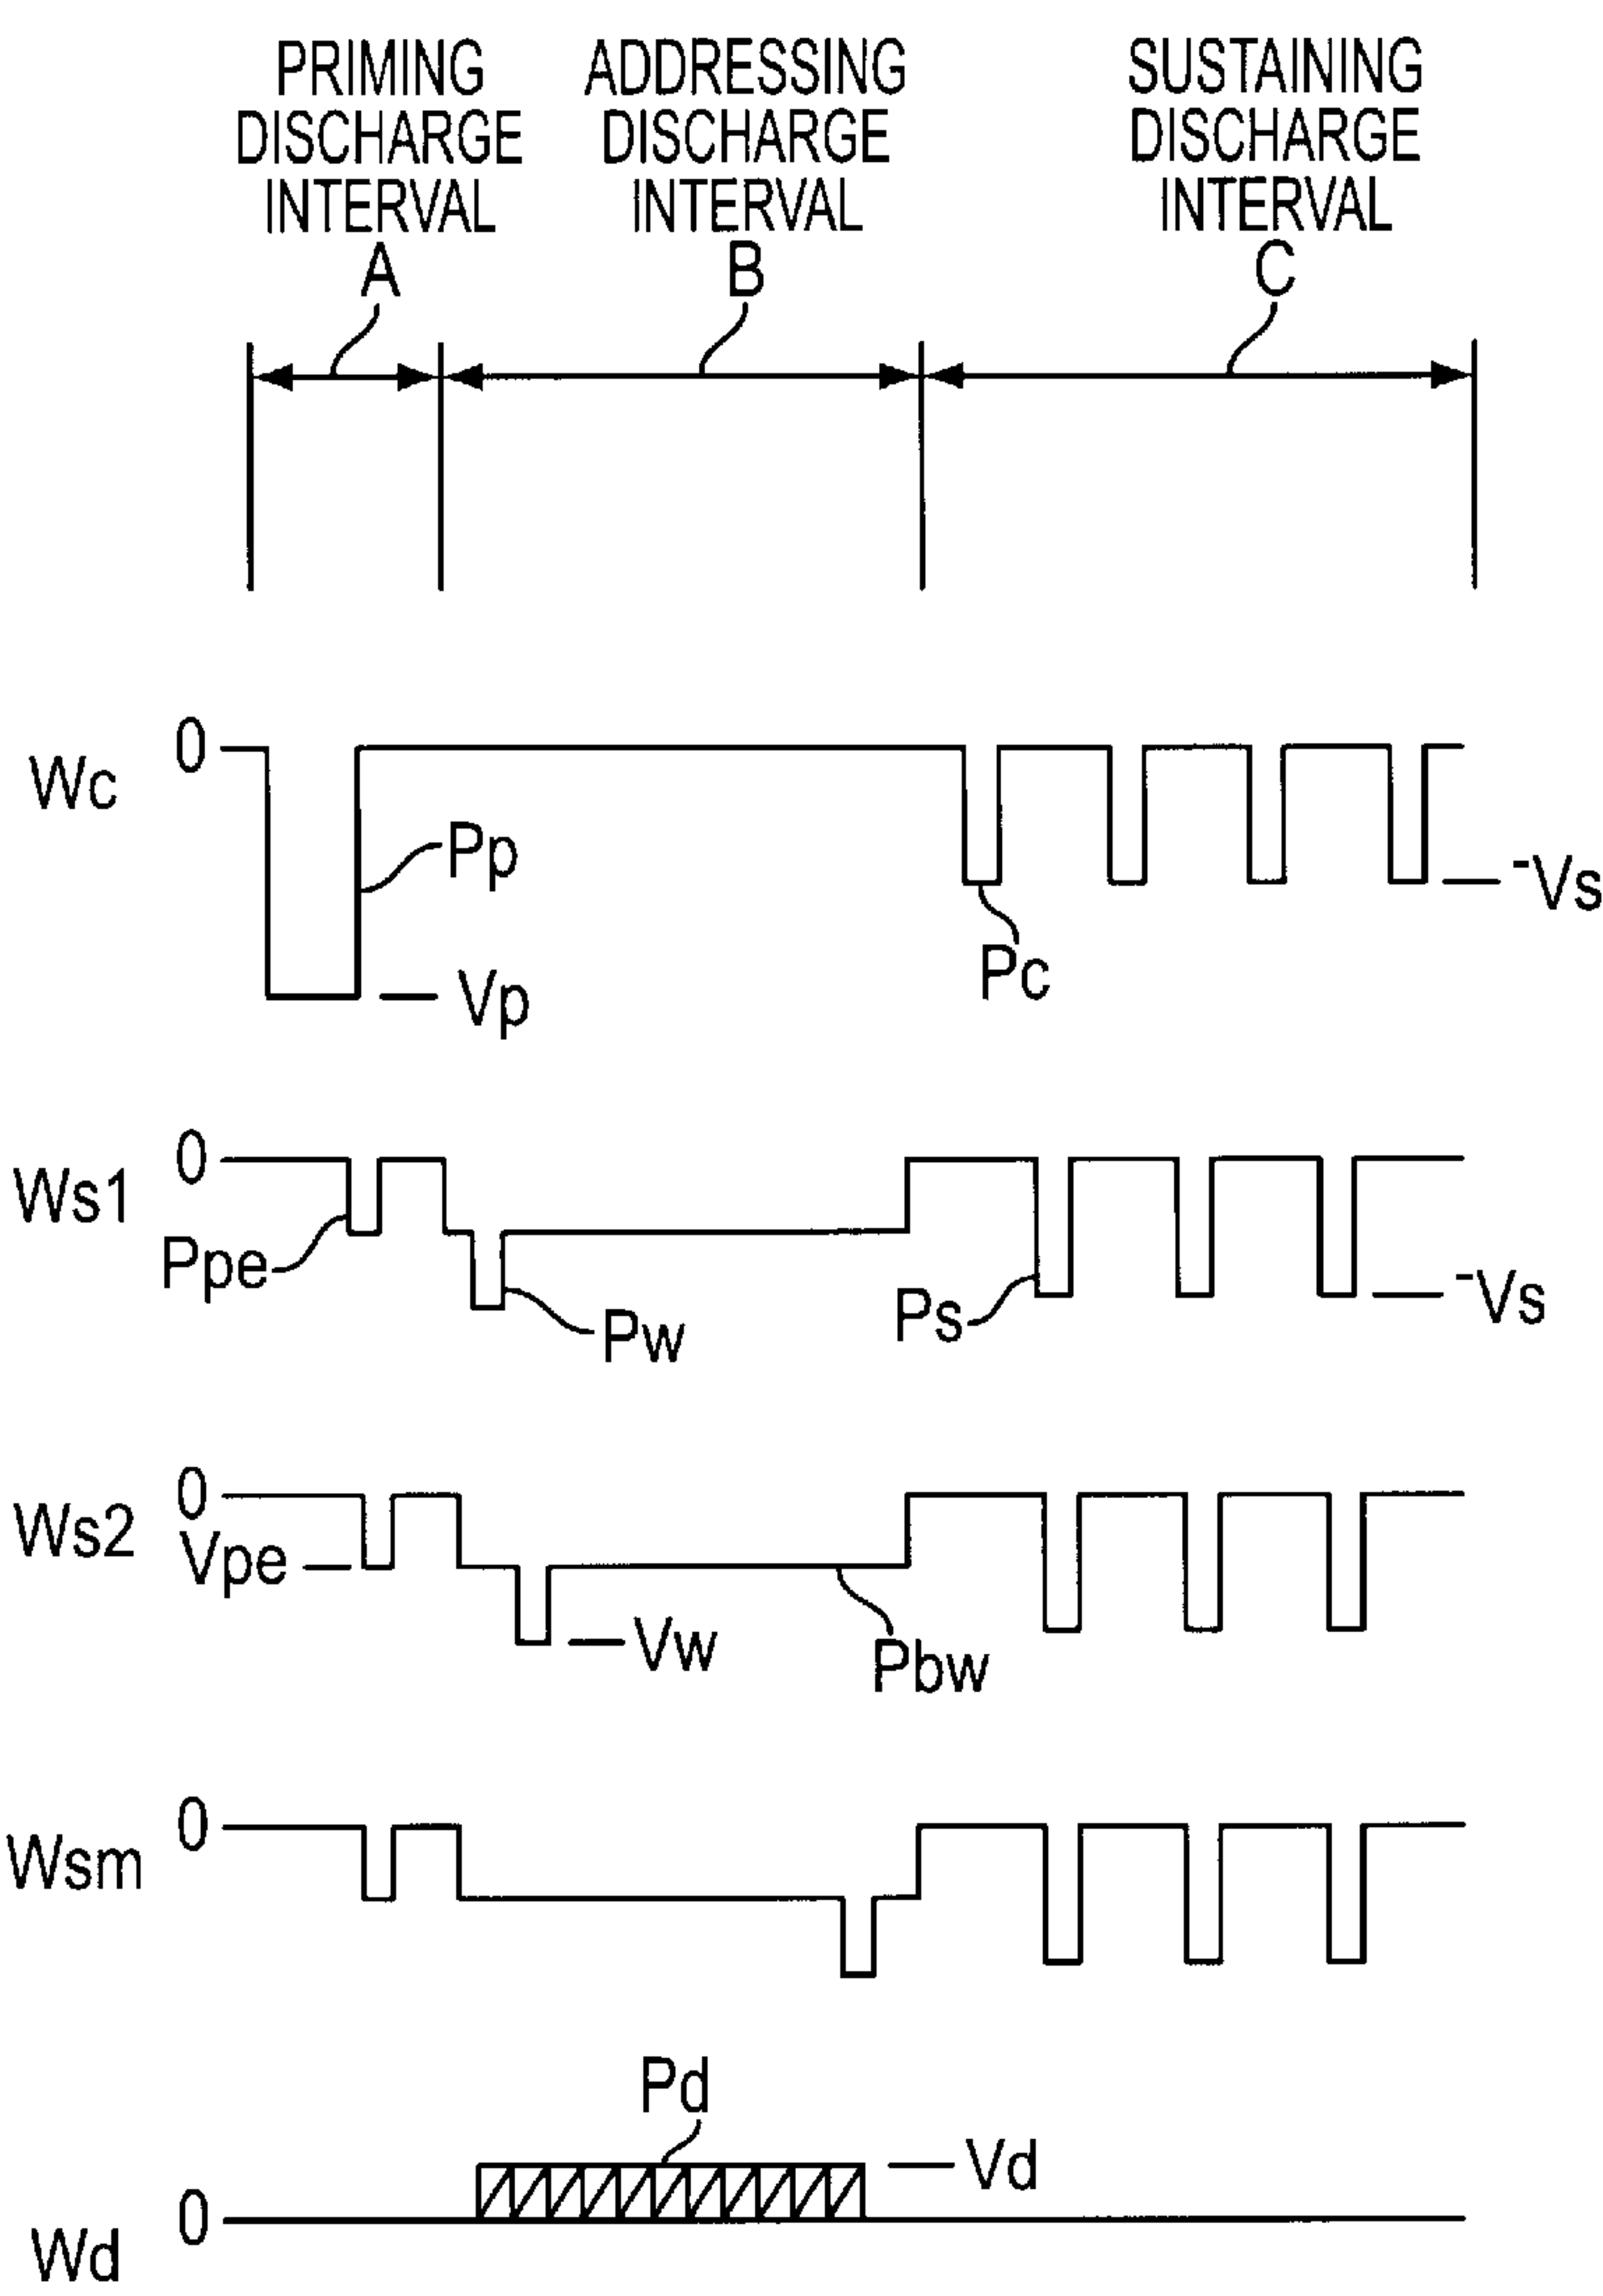 PRIMING
DISCHARGE
INTERVAL
A
ADDRESSING
DISCHARGE
INTERVAL
B
SUSTAINING
DISCHARGE
INTERVAL
C
0
Wc
Pp
Vp
Pc
-Vs
0
Ws1
Ppe
Pw
Ps
-Vs
0
Ws2
Vpe
Vw
Pbw
0
Wsm
Pd
Vd
0
Wd